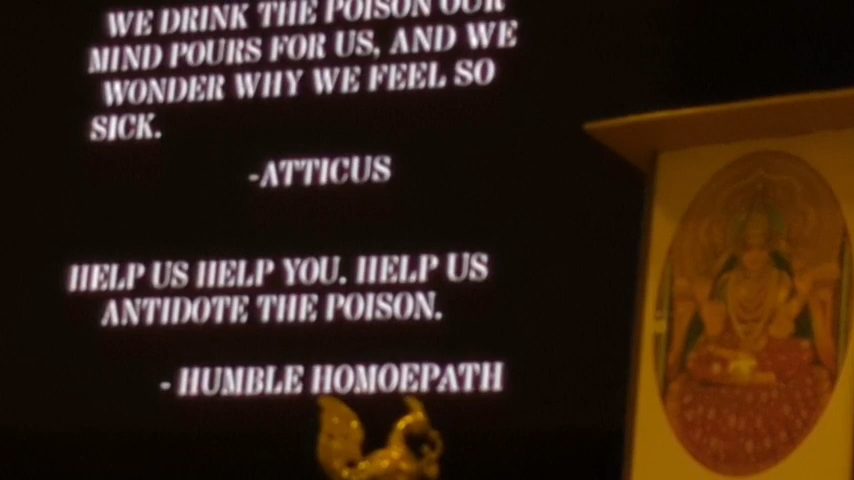 WE DRINK THE POISON OUR
MIND POURS FOR US, AND WE
WONDER WHY WE FEEL SO
SICK.
-ATTICUS
HELP US HELP YOU. HELP US
ANTIDOTE THE POISON.
- HUMBLE HOMOEPATH